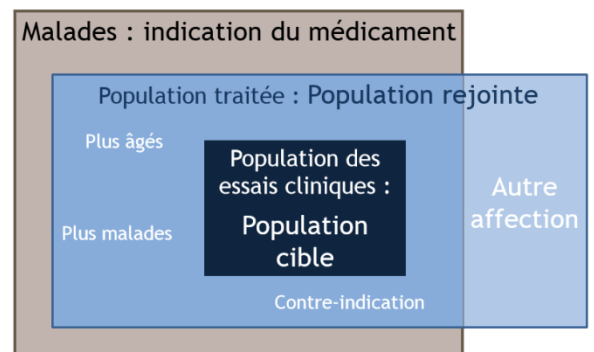 Malades : indication du médicament
Population traitée : Population rejointe
Plus âgés
Population des
essais cliniques :
Population
cible
Autre
affection
Plus malades
Contre-indication